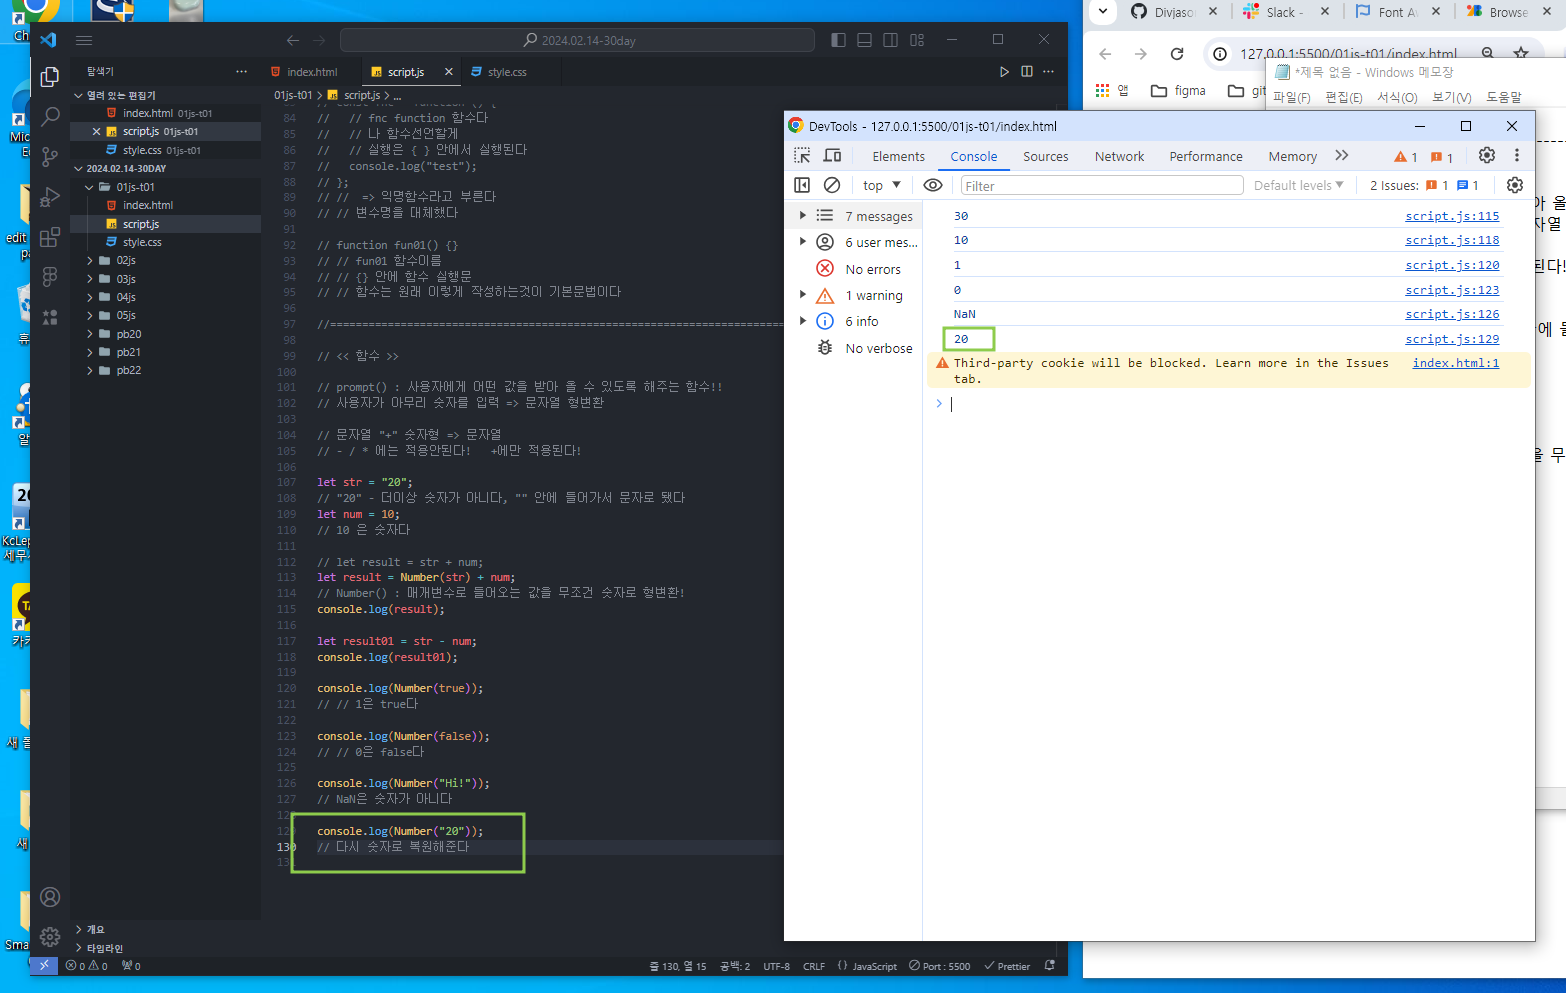 Ch
Mic
E
edit
pa
휴
알
KcLep
세무
카카
새 폴
새
Sma
2024.02.14-30day
탐색기
열려 있는 편집기
index.html 01js-t01
script.js 01js-t01
style.css 01js-t01
2024.02.14-30DAY
01js-t01
index.html
script.js
style.css
02js
03js
04js
05js
pb20
pb21
pb22
개요
타임라인
index.html
script.js
style.css
01js-t01 > script.js > ...
84 // // fnc function 함수다
85 // // 나 함수선언할게
86 // // 실행은 { } 안에서 실행된다
87 // console.log("test");
88 // };
89 // // => 익명함수라고 부른다
90 // // 변수명을 대체했다
91
92 // function fun01() {}
93 // // fun01 함수이름
94 // // {} 안에 함수 실행문
95 // // 함수는 원래 이렇게 작성하는것이 기본문법이다
96
97 //=======================================================================
98
99 // << 함수 >>
100
101 // prompt() : 사용자에게 어떤 값을 받아 올 수 있도록 해주는 함수!!
102 // 사용자가 아무리 숫자를 입력 => 문자열 형변환
103
104 // 문자열 "+" 숫자형 => 문자열
105 // - / * 에는 적용안된다! +에만 적용된다!
106
107 let str = "20";
108 // "20" - 더이상 숫자가 아니다, "" 안에 들어가서 문자로 됐다
109 let num = 10;
110 // 10 은 숫자다
111
112 // let result = str + num;
113 let result = Number(str) + num;
114 // Number() : 매개변수로 들어오는 값을 무조건 숫자로 형변환!
115 console.log(result);
116
117 let result01 = str - num;
118 console.log(result01);
119
120 console.log(Number(true));
121 // // 1은 true다
122
123 console.log(Number(false));
124 // // 0은 false다
125
126 console.log(Number("Hi!"));
127 // NaN은 숫자가 아니다
128
129 console.log(Number("20"));
130 // 다시 숫자로 복원해준다
131
0 0 0 줄 130, 열 15 공백: 2 UTF-8 CRLF {} JavaScript Port : 5500 Prettier
Divjaso Slack - Font Aw Browse
127.0.0.1:5500/01js-t01/index.html
앱 figma git
*제목 없음 - Windows 메모장
파일(F) 편집(E) 서식(O) 보기(V) 도움말
DevTools - 127.0.0.1:5500/01js-t01/index.html
Elements Console Sources Network Performance Memory 1 1
top Filter Default levels 2 Issues: 1 1
7 messages
6 user mes...
No errors
1 warning
6 info
No verbose
30 script.js:115
10 script.js:118
1 script.js:120
0 script.js:123
NaN script.js:126
20 script.js:129
Third-party cookie will be blocked. Learn more in the Issues tab. index.html:1
>